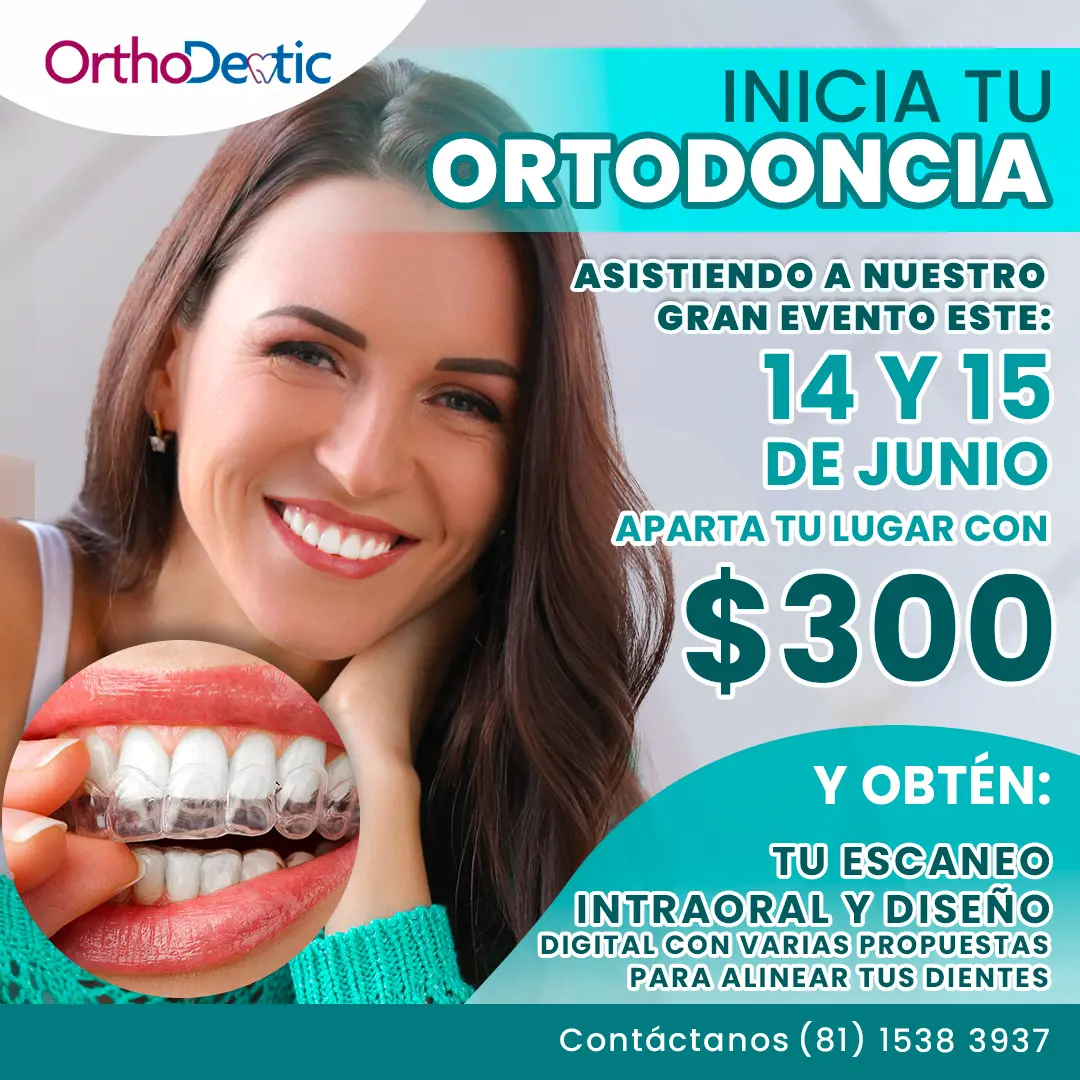 OrthoDentic
INICIA TU
ORTODONCIA
ASISTIENDO A NUESTRO
GRAN EVENTO ESTE:
14 Y 15
DE JUNIO
APARTA TU LUGAR CON
$300
Y OBTÉN:
TU ESCANEO
INTRAORAL Y DISEÑO
DIGITAL CON VARIAS PROPUESTAS
PARA ALINEAR TUS DIENTES
Contáctanos (81) 1538 3937